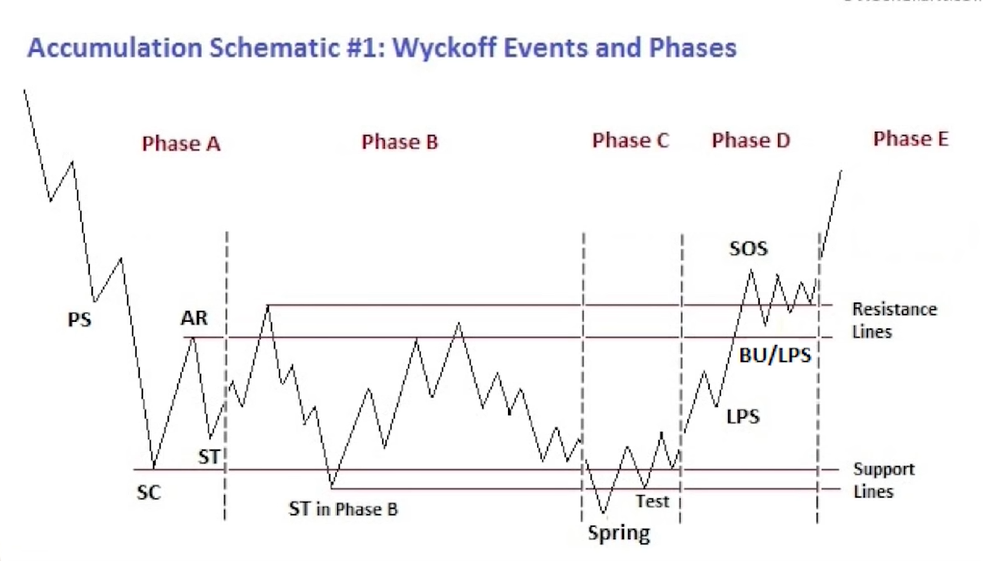 Accumulation Schematic #1: Wyckoff Events and Phases
Phase A
Phase B
Phase C
Phase D
Phase E
SOS
PS
AR
Resistance
Lines
BU/LPS
LPS
ST
SC
Support
Lines
ST in Phase B
Test
Spring